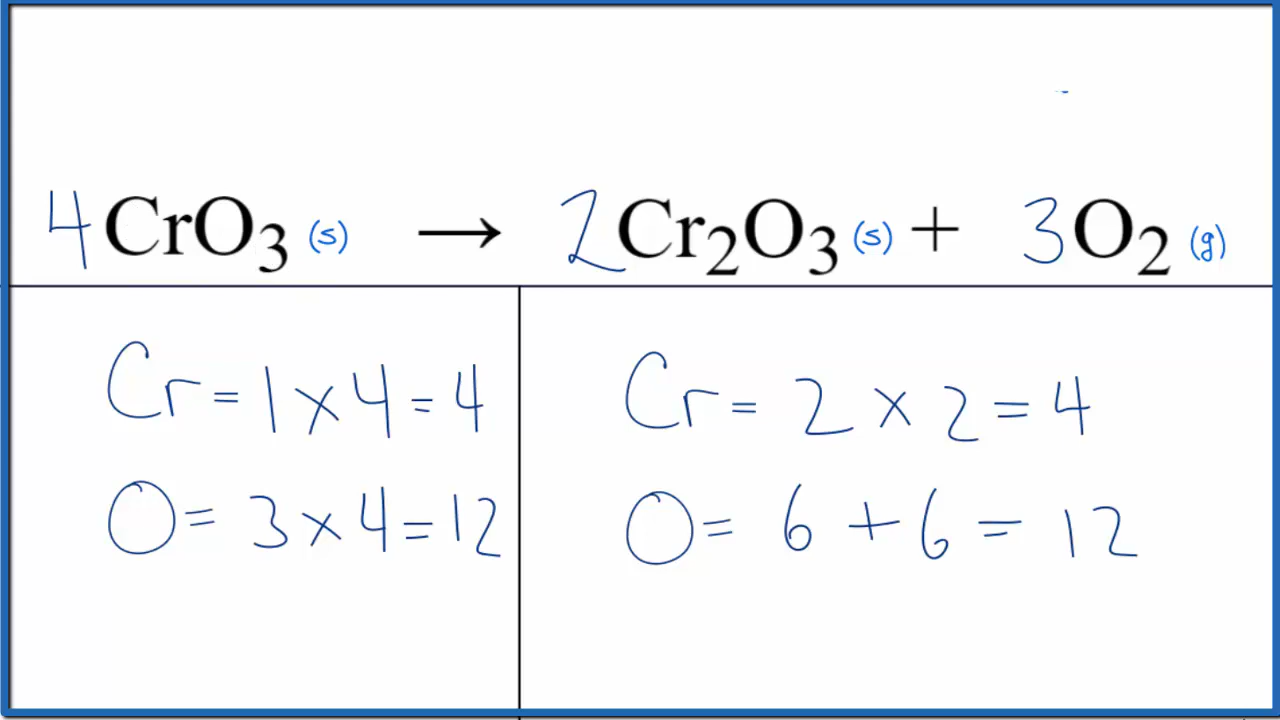 4CrO₃ (s) → 2Cr₂O₃ (s) + 3O₂ (g)
Cr = 1 x 4 = 4
O = 3 x 4 = 12
Cr = 2 x 2 = 4
O = 6 + 6 = 12